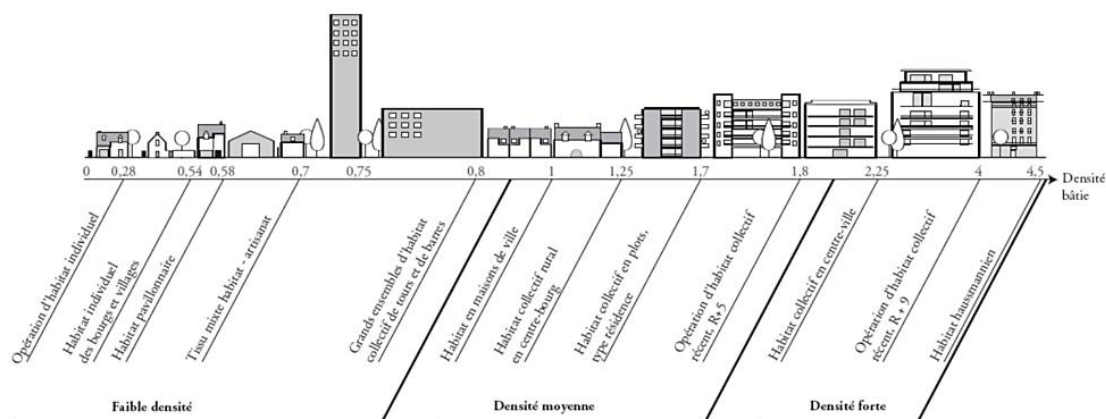 0
0,28
0,54
0,58
0,7
0,75
0,8
1
1,25
1,7
1,8
2,25
4
4,5
Densité
bâtie
Opération d'habitat individuel
Habitat individuel
des bourgs et villages
Habitat pavillonnaire
Tissu mixte habitat - artisanat
Grands ensembles d'habitat
collectif de tours et de barres
Habitat en maisons de ville
Habitat collectif rural
en centre-bourg
Habitat collectif en plots,
type résidence
Opération d'habitat collectif
récent, R+5
Habitat collectif en centre-ville
Opération d'habitat collectif
récent, R+9
Habitat haussmannien
Faible densité
Densité moyenne
Densité forte